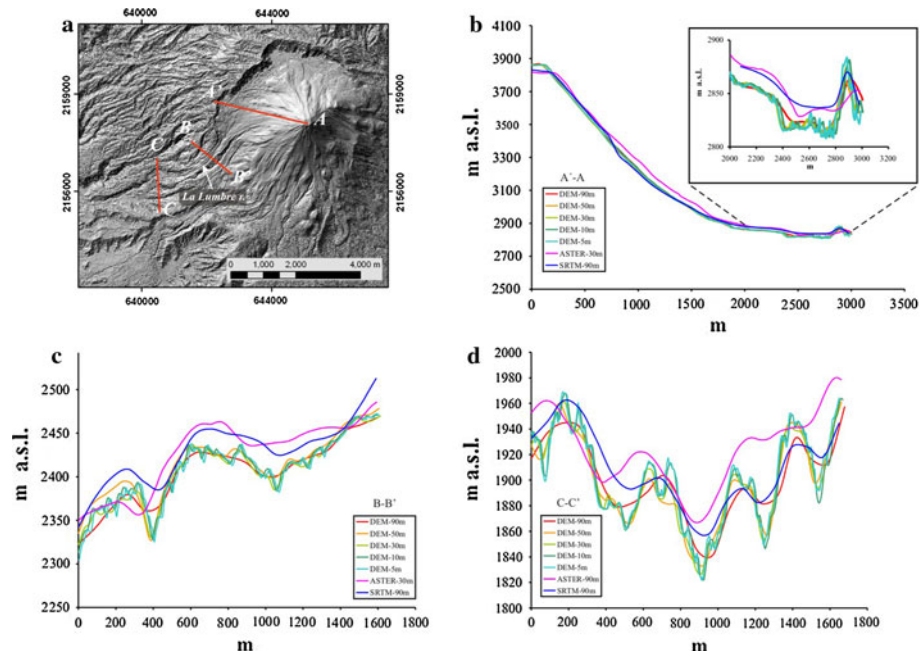 a
640000 644000
2159000 2159000
A
B
C
B'
La Lumbre r.
2156000 2156000
0 1,000 2,000 4,000 m
640000 644000
b
m a.s.l.
3900
3700
3500
3300
3100
2900
2700
2500
0 500 1000 1500 2000 2500 3000 3500
m
A´-A
DEM-90m
DEM-50m
DEM-30m
DEM-10m
DEM-5m
ASTER-30m
SRTM-90m
m a.s.l.
2900
2850
2800
2000 2200 2400 2600 2800 3000 3200
m
c
m a.s.l.
2500
2450
2400
2350
2300
2250
0 200 400 600 800 1000 1200 1400 1600 1800
m
B-B'
DEM-90m
DEM-50m
DEM-30m
DEM-10m
DEM-5m
ASTER-30m
SRTM-90m
d
m a.s.l.
2000
1980
1960
1940
1920
1900
1880
1860
1840
1820
1800
0 200 400 600 800 1000 1200 1400 1600 1800
m
C-C'
DEM-90m
DEM-50m
DEM-30m
DEM-10m
DEM-5m
ASTER-90m
SRTM-90m